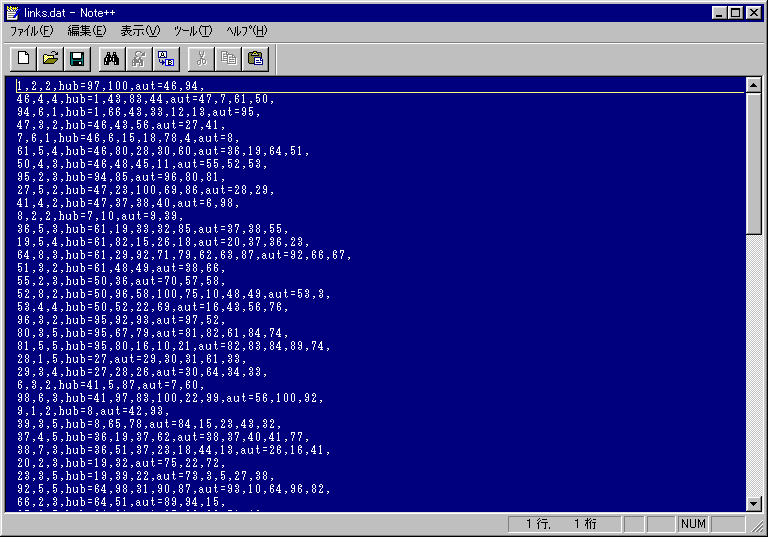 links.dat - Note++
ﾌｧｲﾙ(F) 編集(E) 表示(V) ﾂｰﾙ(T) ﾍﾙﾌﾟ(H)
1,2,2,hub=97,100,aut=46,94,
46,4,4,hub=1,43,83,44,aut=47,7,61,50,
94,6,1,hub=1,66,43,33,12,13,aut=95,
47,3,2,hub=46,43,56,aut=27,41,
7,6,1,hub=46,6,15,18,78,4,aut=8,
61,5,4,hub=46,80,28,30,60,aut=36,19,64,51,
50,4,3,hub=46,48,45,11,aut=55,52,53,
95,2,3,hub=94,85,aut=96,80,81,
27,5,2,hub=47,23,100,69,86,aut=28,29,
41,4,2,hub=47,37,38,40,aut=6,98,
8,2,2,hub=7,10,aut=9,39,
36,5,3,hub=61,19,33,32,85,aut=37,38,55,
19,5,4,hub=61,82,15,26,18,aut=20,37,36,23,
64,8,3,hub=61,29,92,71,79,62,63,87,aut=92,66,67,
51,3,2,hub=61,48,49,aut=38,66,
55,2,3,hub=50,36,aut=70,57,58,
52,8,2,hub=50,96,58,100,75,10,48,49,aut=53,3,
53,4,4,hub=50,52,22,69,aut=16,43,56,76,
96,3,2,hub=95,92,93,aut=97,52,
80,3,5,hub=95,67,79,aut=81,82,61,84,74,
81,5,5,hub=95,80,16,10,21,aut=82,83,84,89,74,
28,1,5,hub=27,aut=29,30,31,61,33,
29,3,4,hub=27,28,26,aut=30,64,34,33,
6,3,2,hub=41,5,87,aut=7,60,
98,6,3,hub=41,97,83,100,22,99,aut=56,100,92,
9,1,2,hub=8,aut=42,93,
39,3,5,hub=8,65,78,aut=84,15,23,43,32,
37,4,5,hub=36,19,37,62,aut=38,37,40,41,77,
38,7,3,hub=36,51,37,23,18,44,13,aut=26,16,41,
20,2,3,hub=19,32,aut=75,22,72,
23,3,5,hub=19,39,22,aut=73,3,5,27,38,
92,5,5,hub=64,98,31,90,87,aut=93,10,64,96,82,
66,2,3,hub=64,51,aut=89,94,15,
1 行, 1 桁 NUM